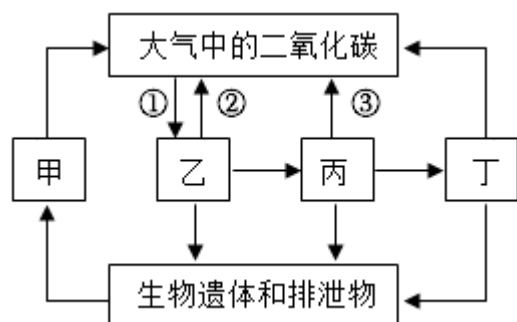 大气中的二氧化碳
① ② ③
甲 乙 丙 丁
生物遗体和排泄物